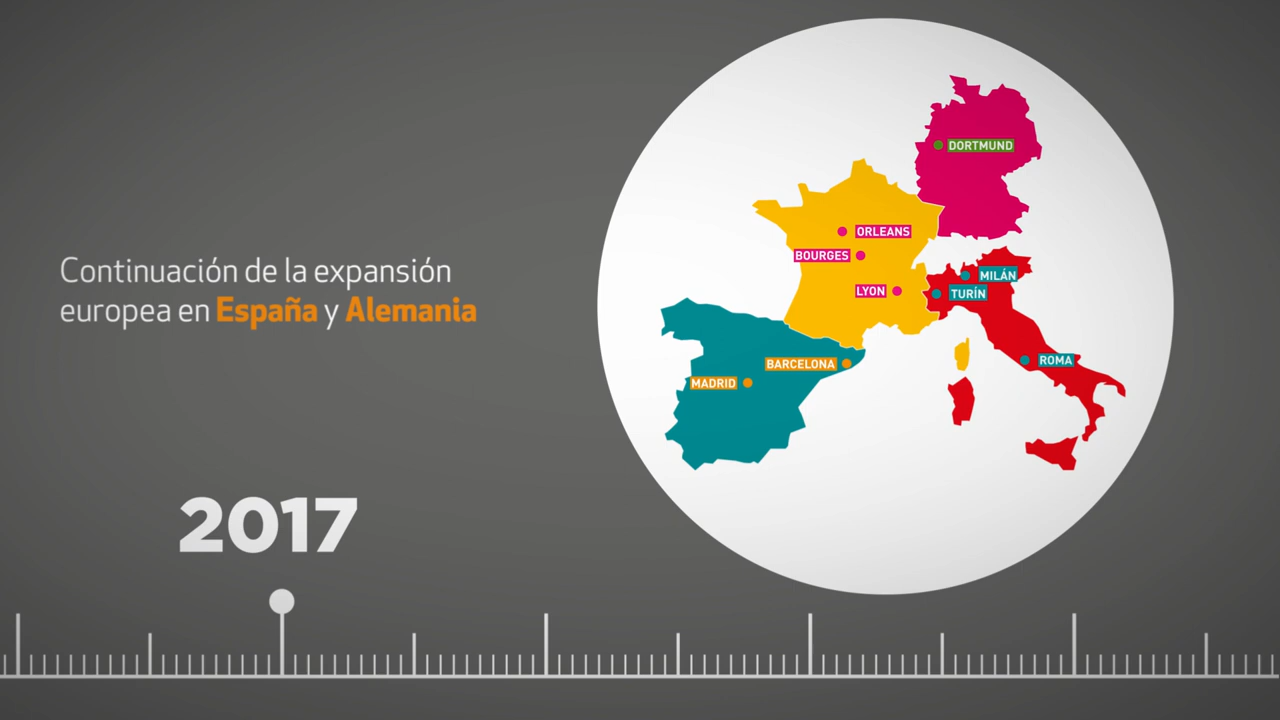 Continuación de la expansión
europea en España y Alemania
2017
DORTMUND
ORLEANS
BOURGES
LYON
MILÁN
TURÍN
ROMA
BARCELONA
MADRID